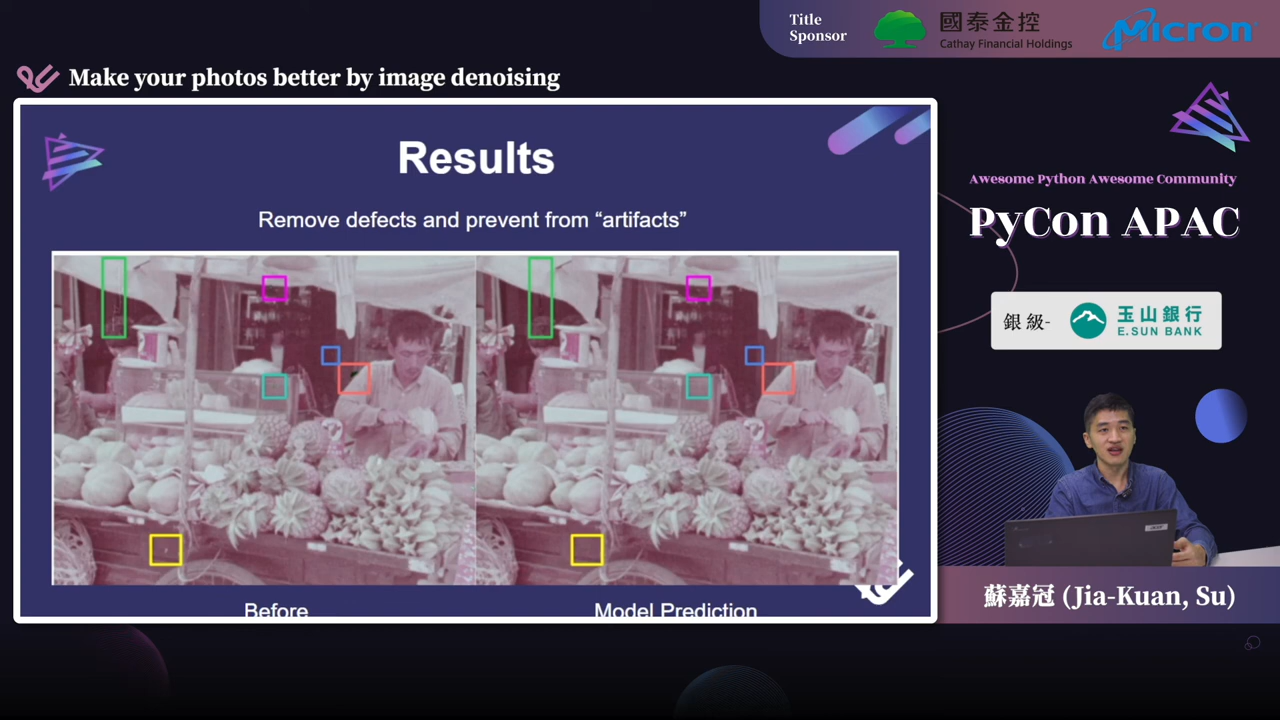 Title
Sponsor
國泰金控
Cathay Financial Holdings
Micron
Make your photos better by image denoising
Results
Remove defects and prevent from “artifacts”
Before
Model Prediction
Awesome Python Awesome Community
PyCon APAC
銀級-
玉山銀行
E.SUN BANK
acer
蘇嘉冠 (Jia-Kuan, Su)